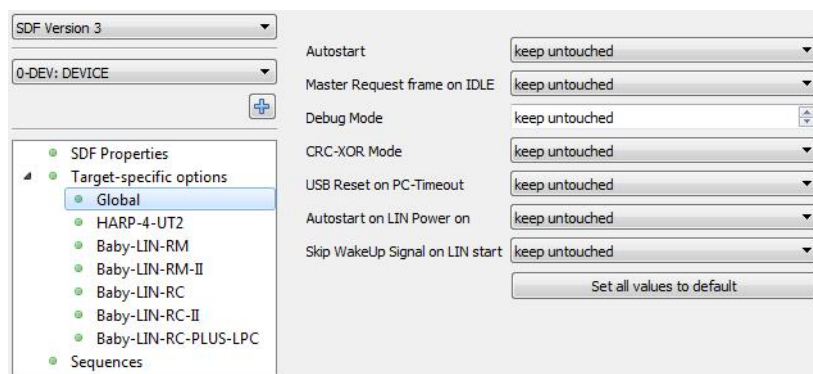 SDF Version 3
0-DEV: DEVICE
SDF Properties
Target-specific options
Global
HARP-4-UT2
Baby-LIN-RM
Baby-LIN-RM-II
Baby-LIN-RC
Baby-LIN-RC-II
Baby-LIN-RC-PLUS-LPC
Sequences
Autostart keep untouched
Master Request frame on IDLE keep untouched
Debug Mode keep untouched
CRC-XOR Mode keep untouched
USB Reset on PC-Timeout keep untouched
Autostart on LIN Power on keep untouched
Skip WakeUp Signal on LIN start keep untouched
Set all values to default